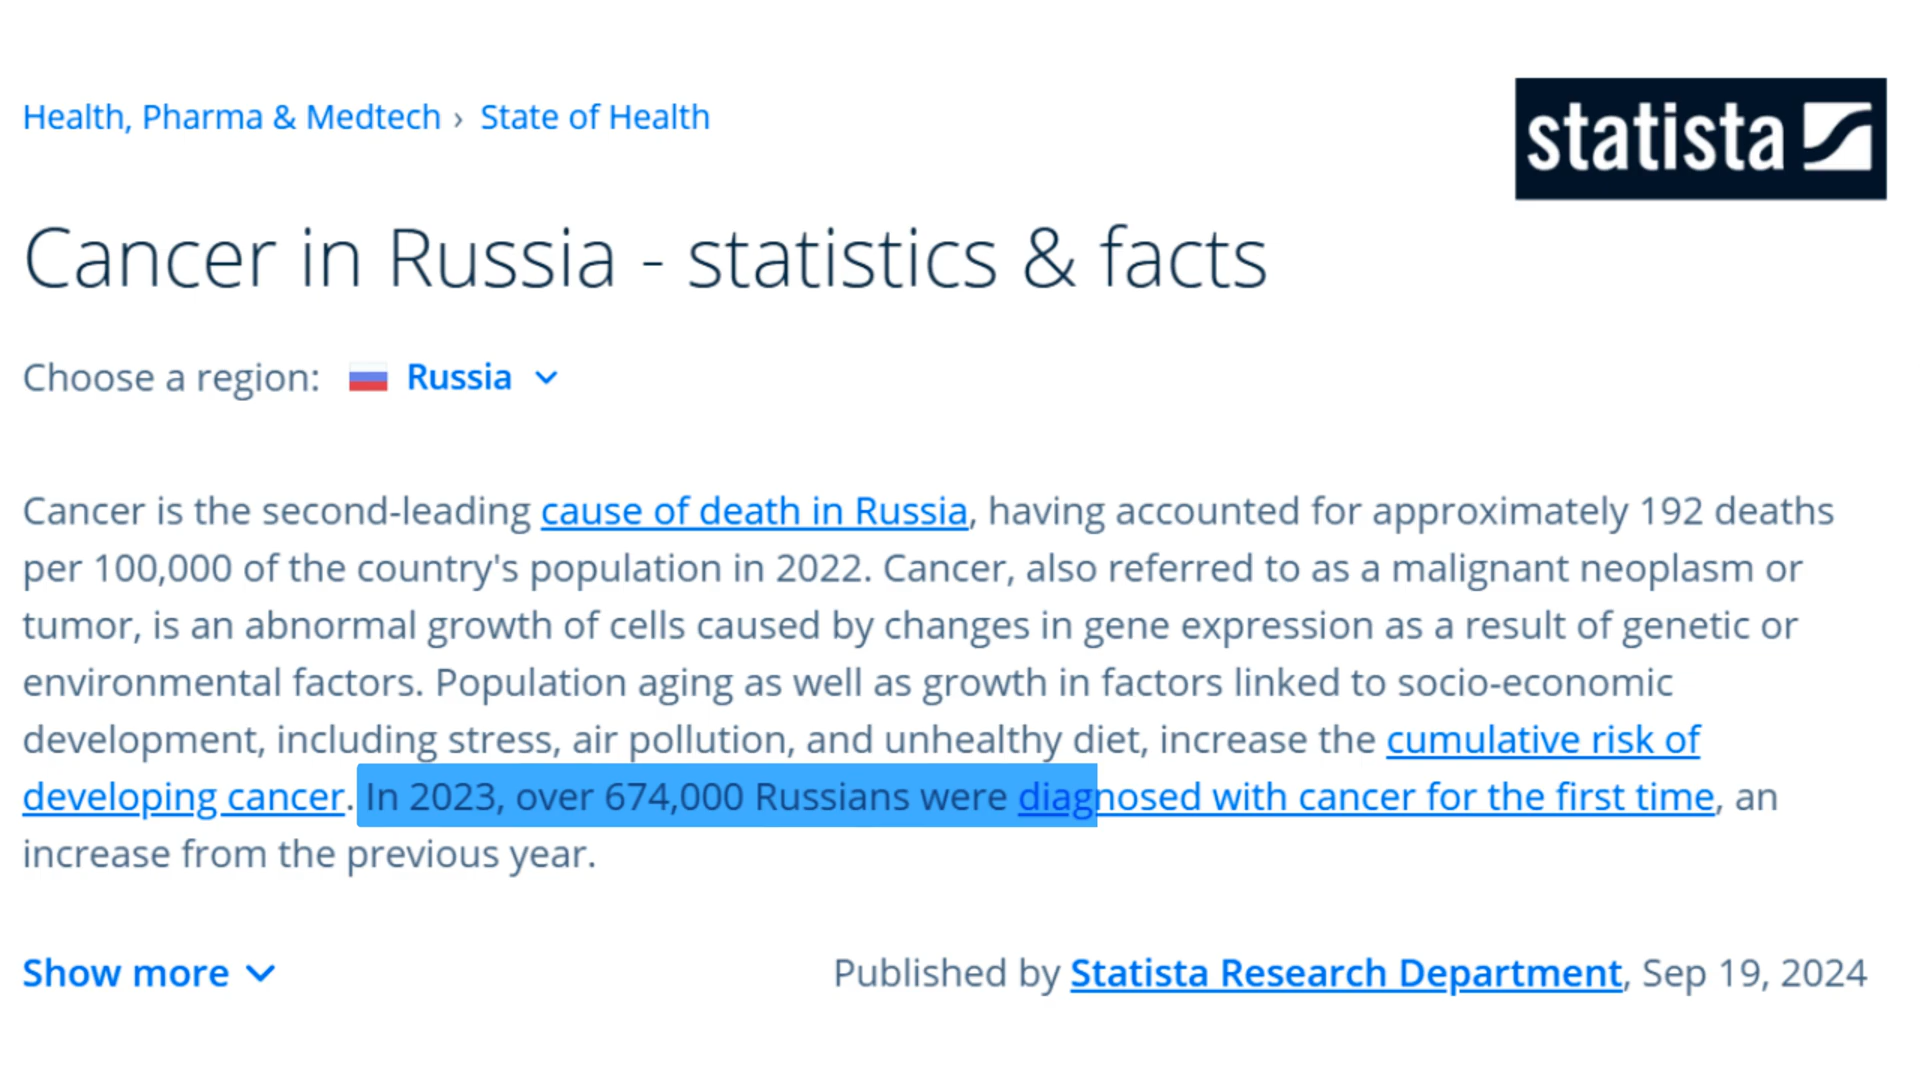 Health, Pharma & Medtech › State of Health
statista
Cancer in Russia - statistics & facts
Choose a region: Russia
Cancer is the second-leading cause of death in Russia, having accounted for approximately 192 deaths
per 100,000 of the country's population in 2022. Cancer, also referred to as a malignant neoplasm or
tumor, is an abnormal growth of cells caused by changes in gene expression as a result of genetic or
environmental factors. Population aging as well as growth in factors linked to socio-economic
development, including stress, air pollution, and unhealthy diet, increase the cumulative risk of
developing cancer. In 2023, over 674,000 Russians were diagnosed with cancer for the first time, an
increase from the previous year.
Show more
Published by Statista Research Department, Sep 19, 2024